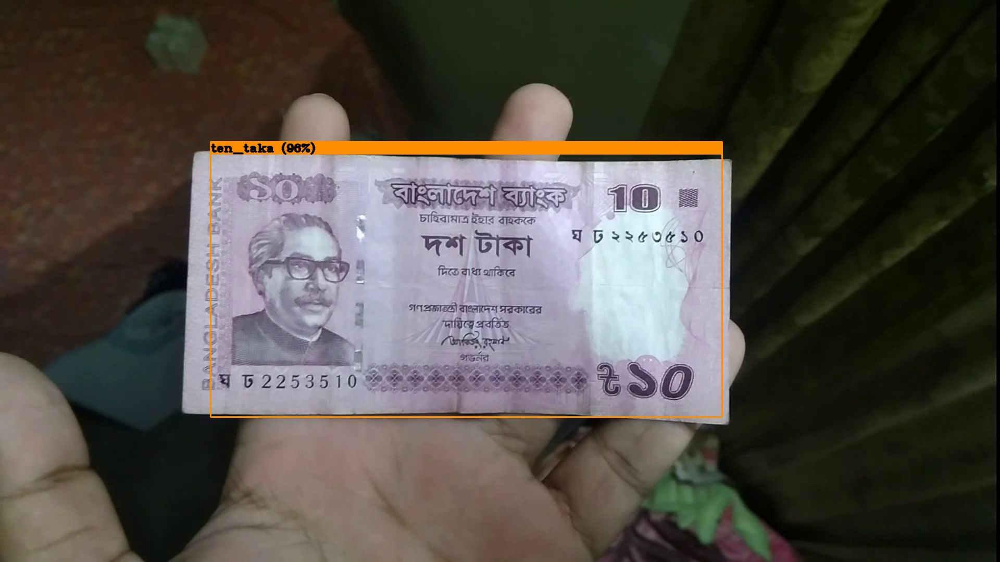 ten_taka (96%)
BANGLADESH BANK
১০
বাংলাদেশ ব্যাংক
10
চাহিবামাত্র ইহার বাহককে
দশ টাকা
ঘ ঢ ২২৫৩৫১০
দিতে বাধ্য থাকিবে
গণপ্রজাতন্ত্রী বাংলাদেশ সরকারের
দায়িত্বে প্রবর্তিত
গভর্নর
ঘ ঢ 2253510
৳১০